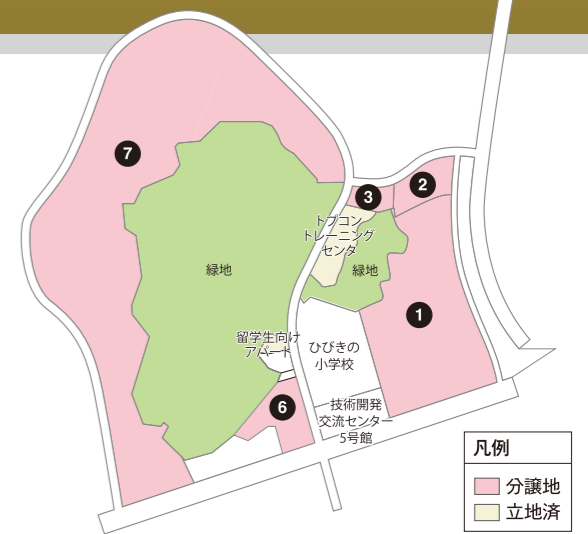 7
2
3
トプコン
トレーニング
センタ
緑地
緑地
1
留学生向け
アパート
ひびきの
小学校
6
技術開発
交流センター
5号館
凡例
分譲地
立地済